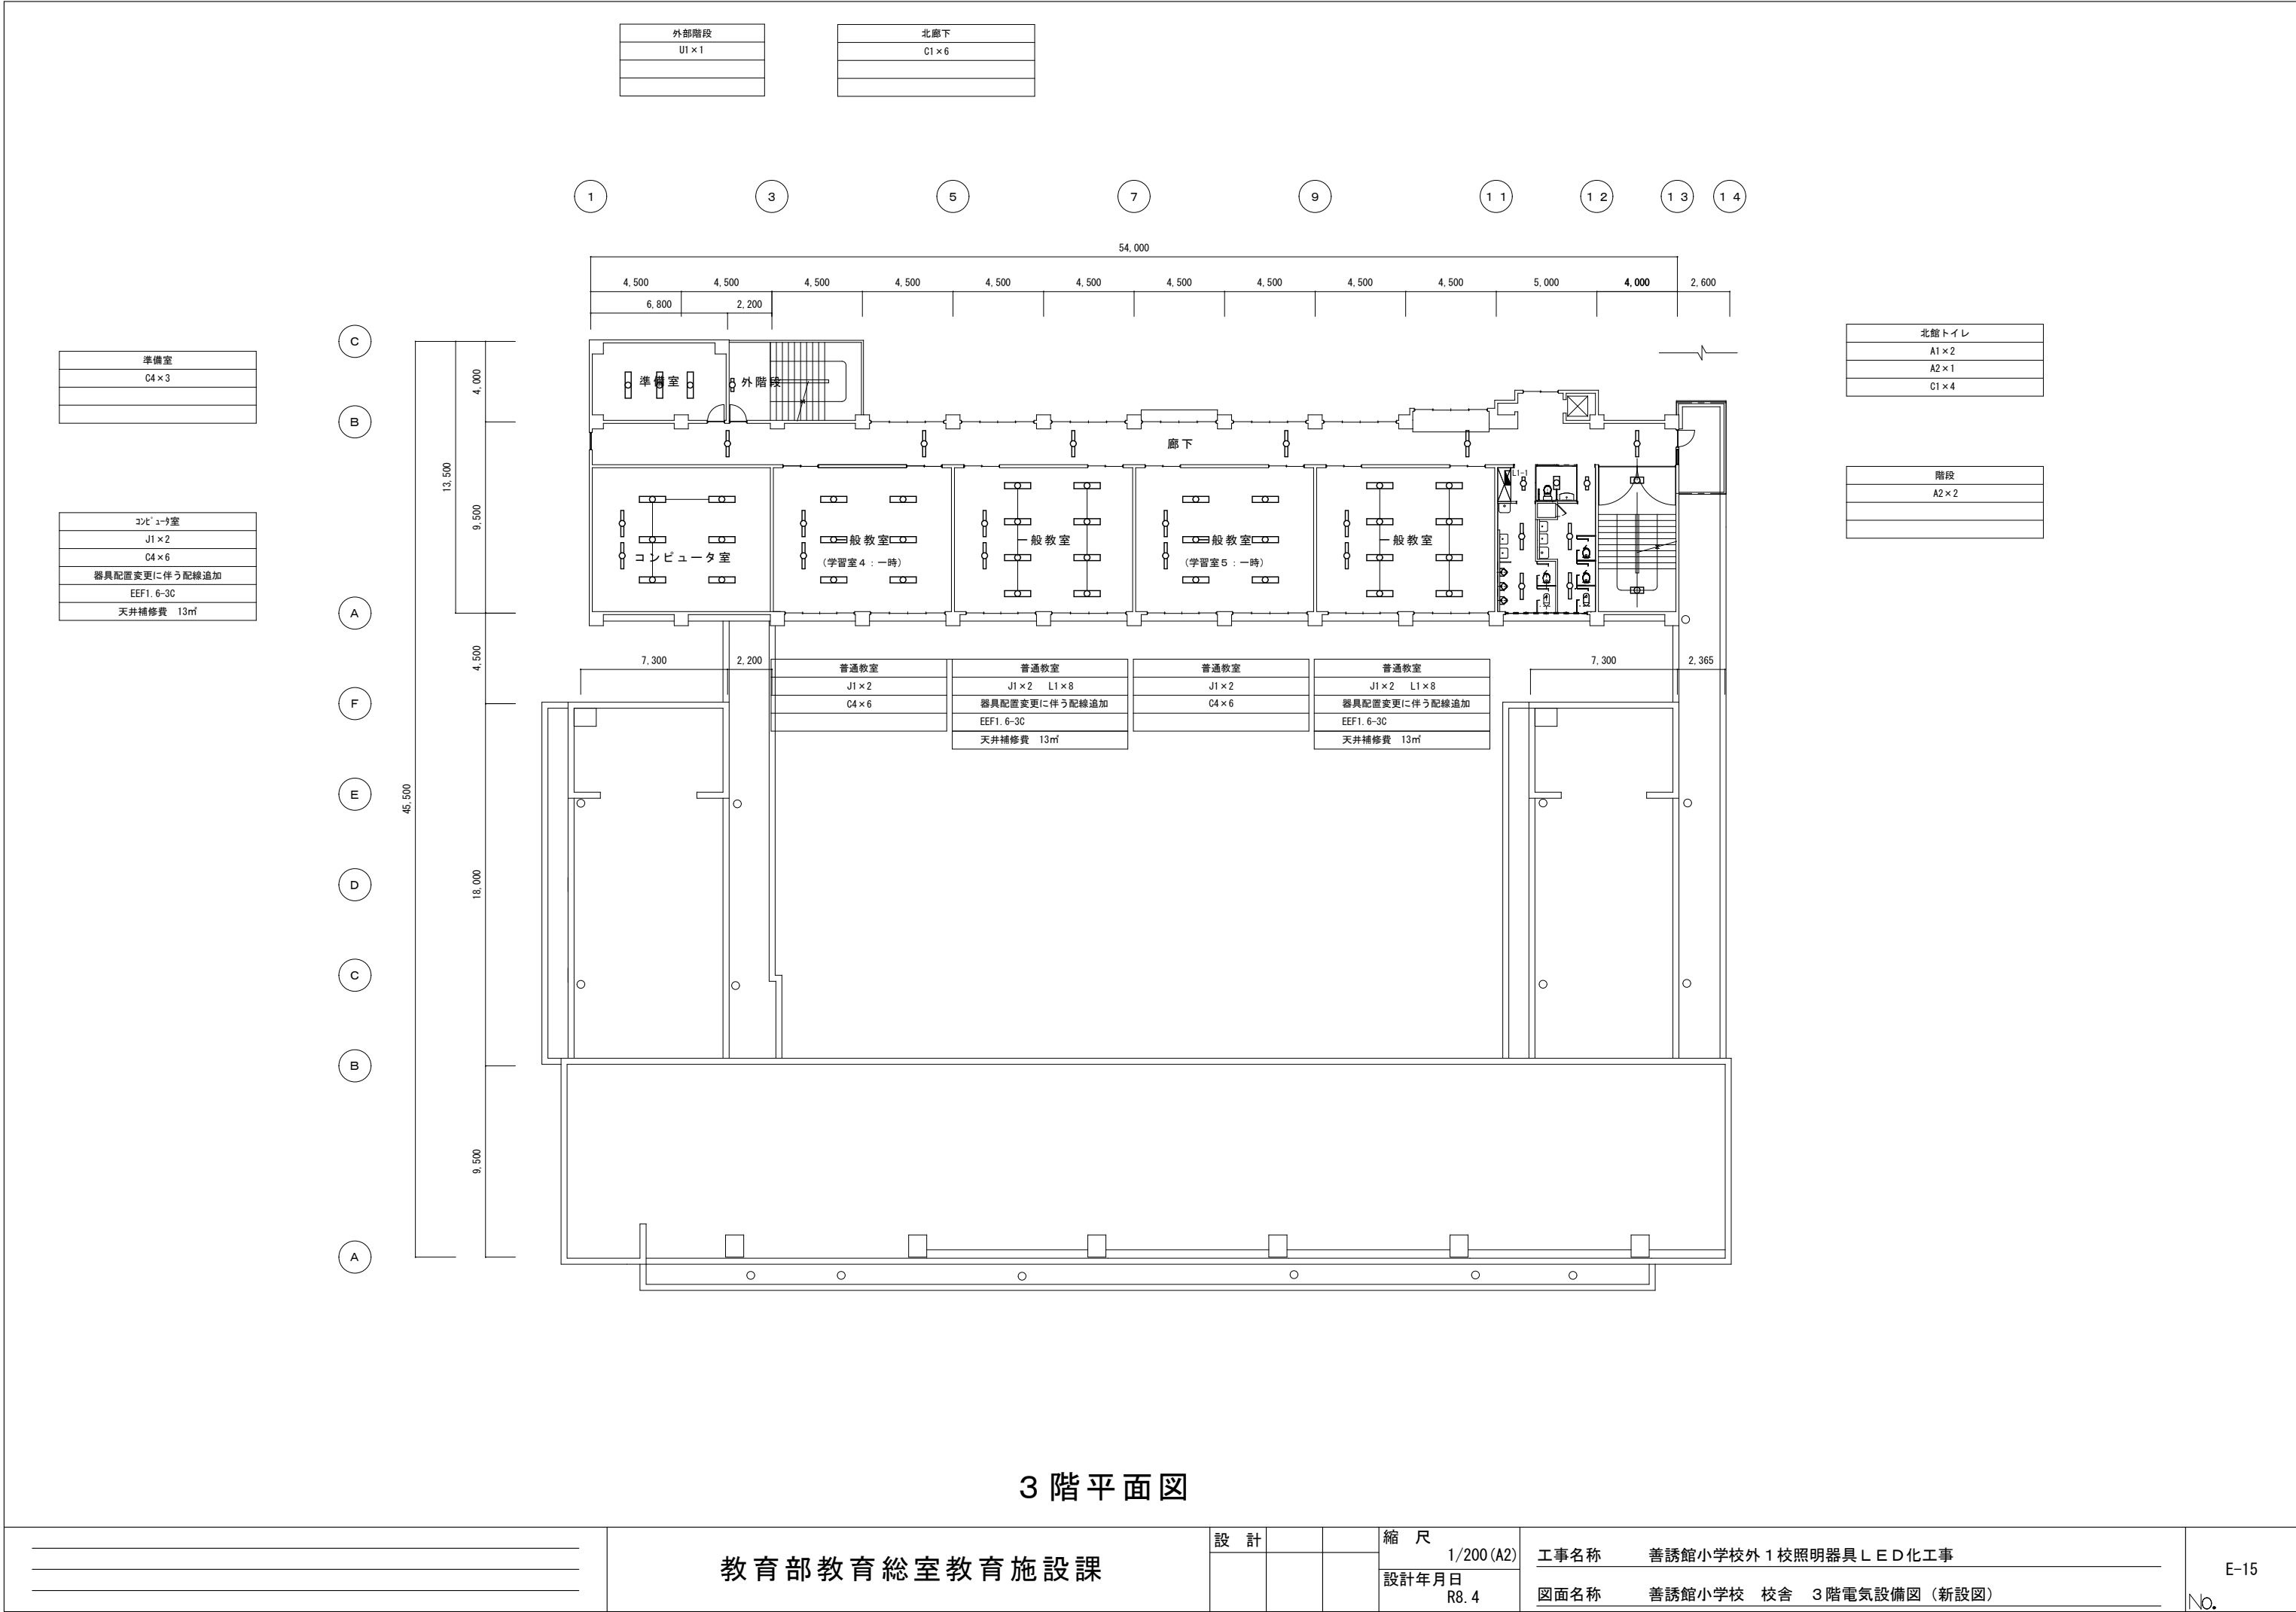 外部階段
U1×1
北廊下
C1×6
1 3 5 7 9 11 12 13 14
54,000
4,500 4,500 4,500 4,500 4,500 4,500 4,500 4,500 4,500 4,500 5,000 4,000 2,600
6,800 2,200
C
B
A
F
E
D
C
B
A
4,000
13,500
9,500
4,500
45,500
18,000
9,500
準備室
C4×3
コンピュータ室
J1×2
C4×6
器具配置変更に伴う配線追加
EEF1.6-3C
天井補修費 13㎡
北館トイレ
A1×2
A2×1
C1×4
階段
A2×2
準備室
外階段
廊下
L1-1
コンピュータ室
一般教室
(学習室4:一時)
一般教室
一般教室
(学習室5:一時)
一般教室
7,300 2,200
7,300 2,365
普通教室
J1×2
C4×6
普通教室
J1×2 L1×8
器具配置変更に伴う配線追加
EEF1.6-3C
天井補修費 13㎡
普通教室
J1×2
C4×6
普通教室
J1×2 L1×8
器具配置変更に伴う配線追加
EEF1.6-3C
天井補修費 13㎡
3階平面図
教育部教育総室教育施設課
設 計
縮 尺
1/200(A2)
設計年月日
R8.4
工事名称 善誘館小学校外1校照明器具LED化工事
図面名称 善誘館小学校 校舎 3階電気設備図(新設図)
E-15
No.